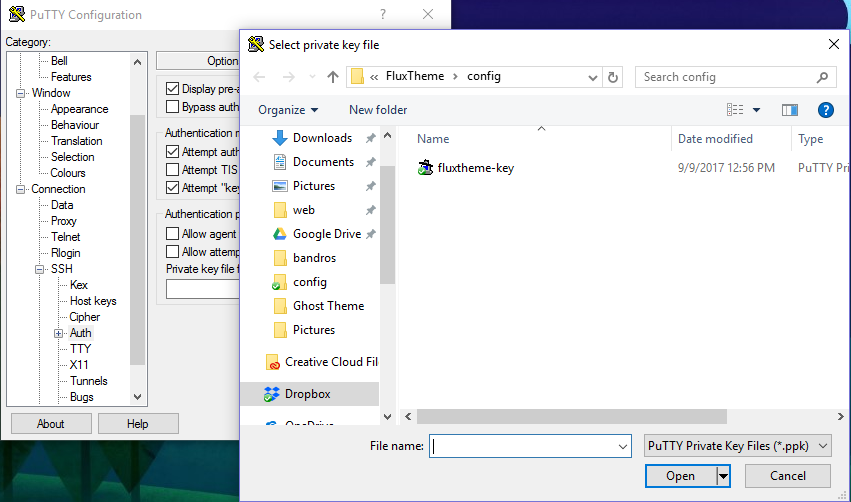 PuTTY Configuration
?
Category:
Bell
Features
Window
Appearance
Behaviour
Translation
Selection
Colours
Connection
Data
Proxy
Telnet
Rlogin
SSH
Kex
Host keys
Cipher
Auth
TTY
X11
Tunnels
Bugs
About
Help
Option
Display pre-a
Bypass auth
Authentication m
Attempt auth
Attempt TIS
Attempt "key
Authentication p
Allow agent
Allow attemp
Private key file f
Select private key file
« FluxTheme > config
Search config
Organize
New folder
?
Downloads
Documents
Pictures
web
Google Drive
bandros
config
Ghost Theme
Pictures
Creative Cloud Fil
Dropbox
OneDrive
Name Date modified Type
fluxtheme-key 9/9/2017 12:56 PM PuTTY Priv
File name:
PuTTY Private Key Files (*.ppk)
Open
Cancel